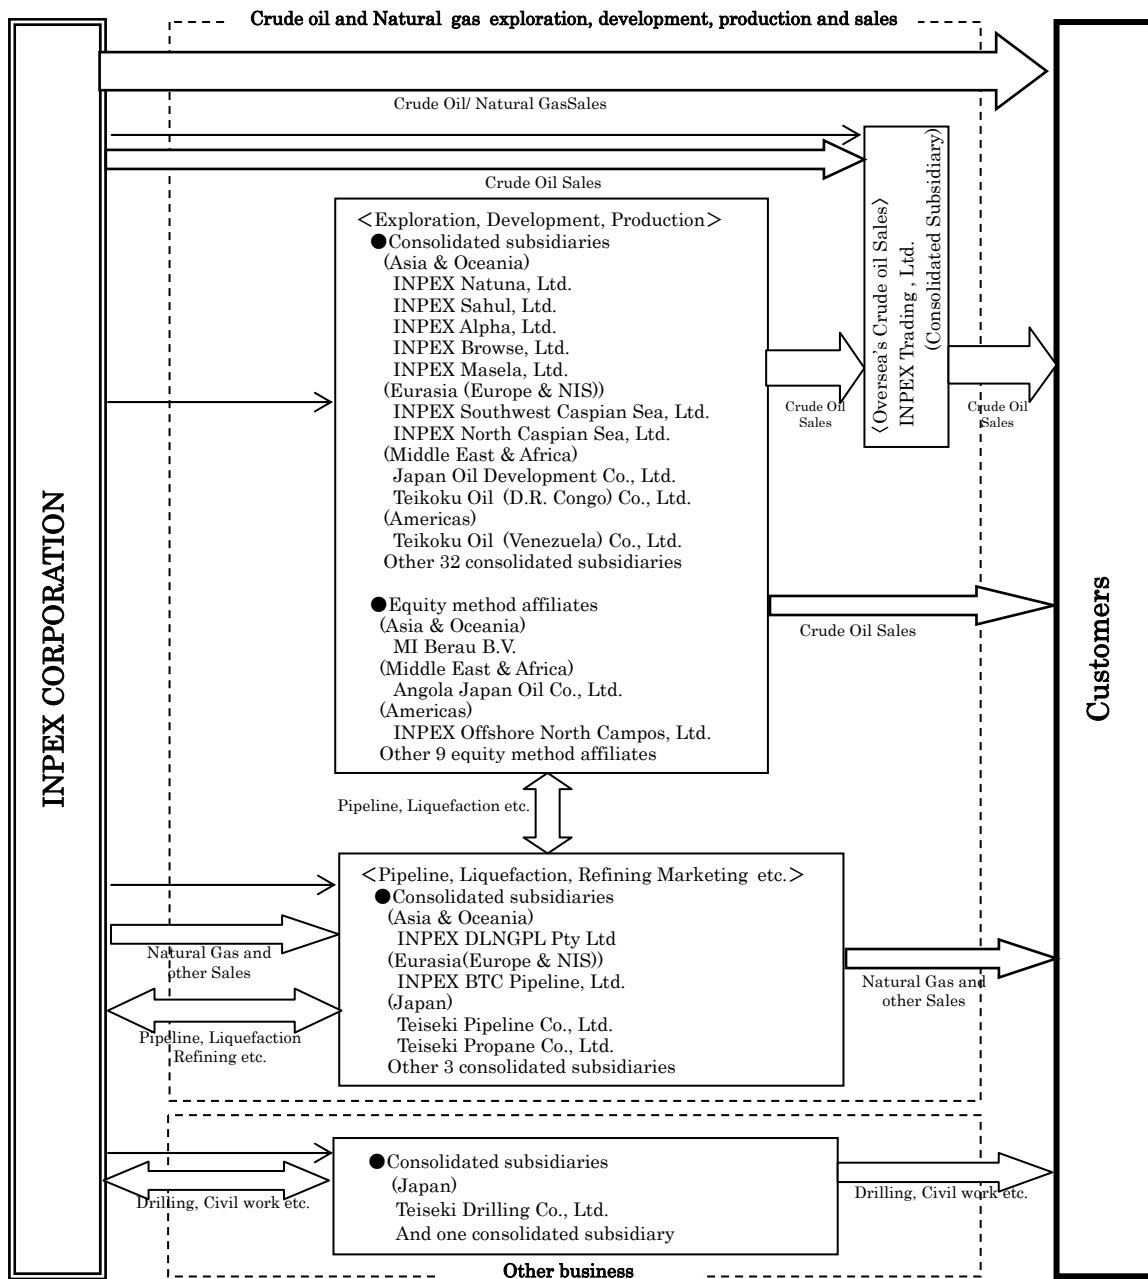 Crude oil and Natural gas exploration, development, production and sales
INPEX CORPORATION
Customers
Crude Oil/ Natural GasSales
Crude Oil Sales
<Oversea's Crude oil Sales>
INPEX Trading , Ltd.
(Consolidated Subsidiary)
<Exploration, Development, Production>
●Consolidated subsidiaries
(Asia & Oceania)
INPEX Natuna, Ltd.
INPEX Sahul, Ltd.
INPEX Alpha, Ltd.
INPEX Browse, Ltd.
INPEX Masela, Ltd.
(Eurasia (Europe & NIS))
INPEX Southwest Caspian Sea, Ltd.
INPEX North Caspian Sea, Ltd.
(Middle East & Africa)
Japan Oil Development Co., Ltd.
Teikoku Oil (D.R. Congo) Co., Ltd.
(Americas)
Teikoku Oil (Venezuela) Co., Ltd.
Other 32 consolidated subsidiaries
●Equity method affiliates
(Asia & Oceania)
MI Berau B.V.
(Middle East & Africa)
Angola Japan Oil Co., Ltd.
(Americas)
INPEX Offshore North Campos, Ltd.
Other 9 equity method affiliates
Crude Oil
Sales
Crude Oil
Sales
Crude Oil Sales
Pipeline, Liquefaction etc.
<Pipeline, Liquefaction, Refining Marketing etc.>
●Consolidated subsidiaries
(Asia & Oceania)
INPEX DLNGPL Pty Ltd
(Eurasia(Europe & NIS))
INPEX BTC Pipeline, Ltd.
(Japan)
Teiseki Pipeline Co., Ltd.
Teiseki Propane Co., Ltd.
Other 3 consolidated subsidiaries
Natural Gas and
other Sales
Pipeline, Liquefaction
Refining etc.
Natural Gas and
other Sales
●Consolidated subsidiaries
(Japan)
Teiseki Drilling Co., Ltd.
And one consolidated subsidiary
Drilling, Civil work etc.
Drilling, Civil work etc.
Other business